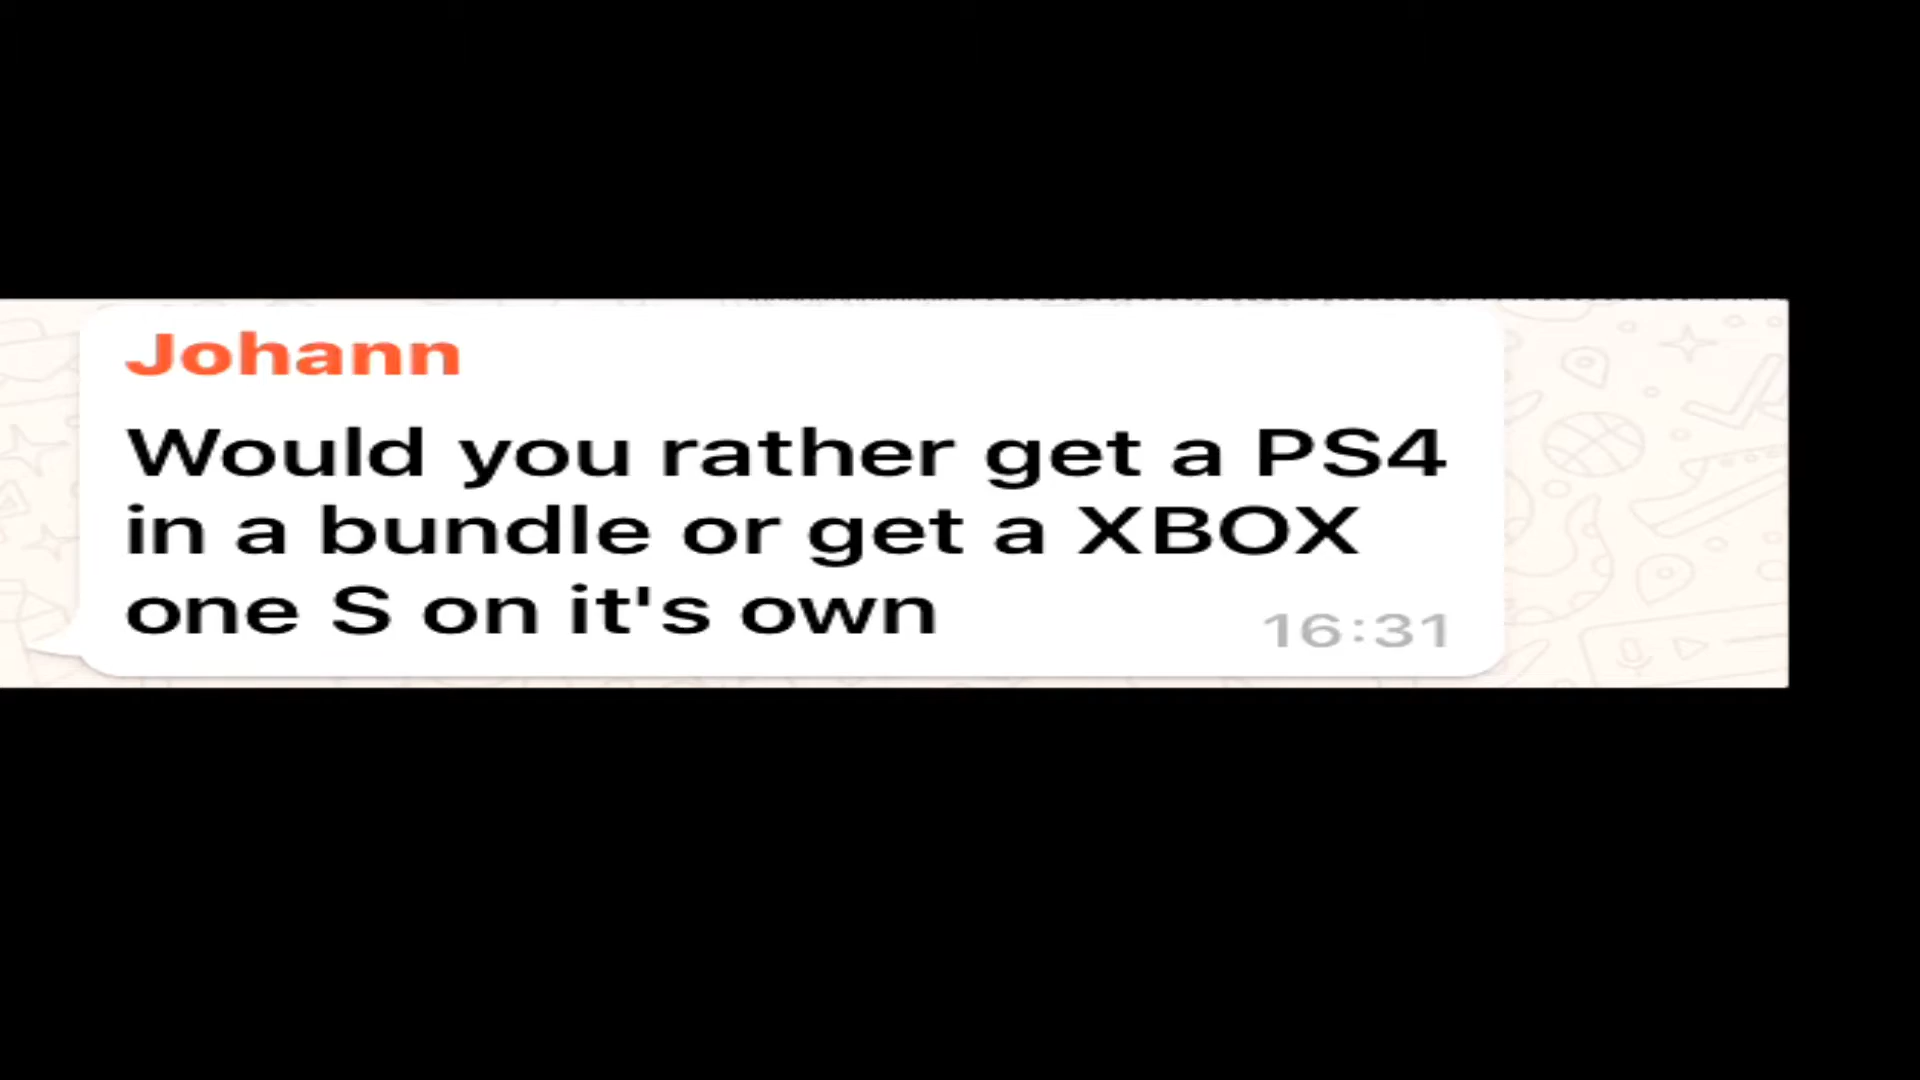 Johann
Would you rather get a PS4
in a bundle or get a XBOX
one S on it's own
16:31